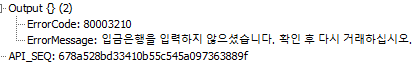 Output {} (2)
ErrorCode: 80003210
ErrorMessage: 입금은행을 입력하지 않으셨습니다. 확인 후 다시 거래하십시오.
API_SEQ: 678a528bd33410b55c545a097363889f